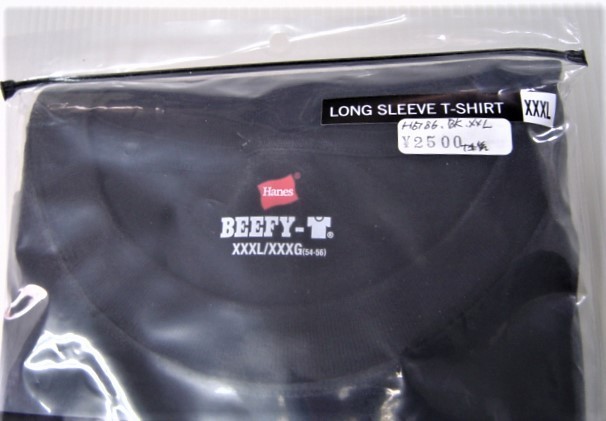 LONG SLEEVE T-SHIRT XXXL
H5186. BK. XXL
¥2500
Hanes®
BEEFY-T®
XXXL/XXXG(54-56)